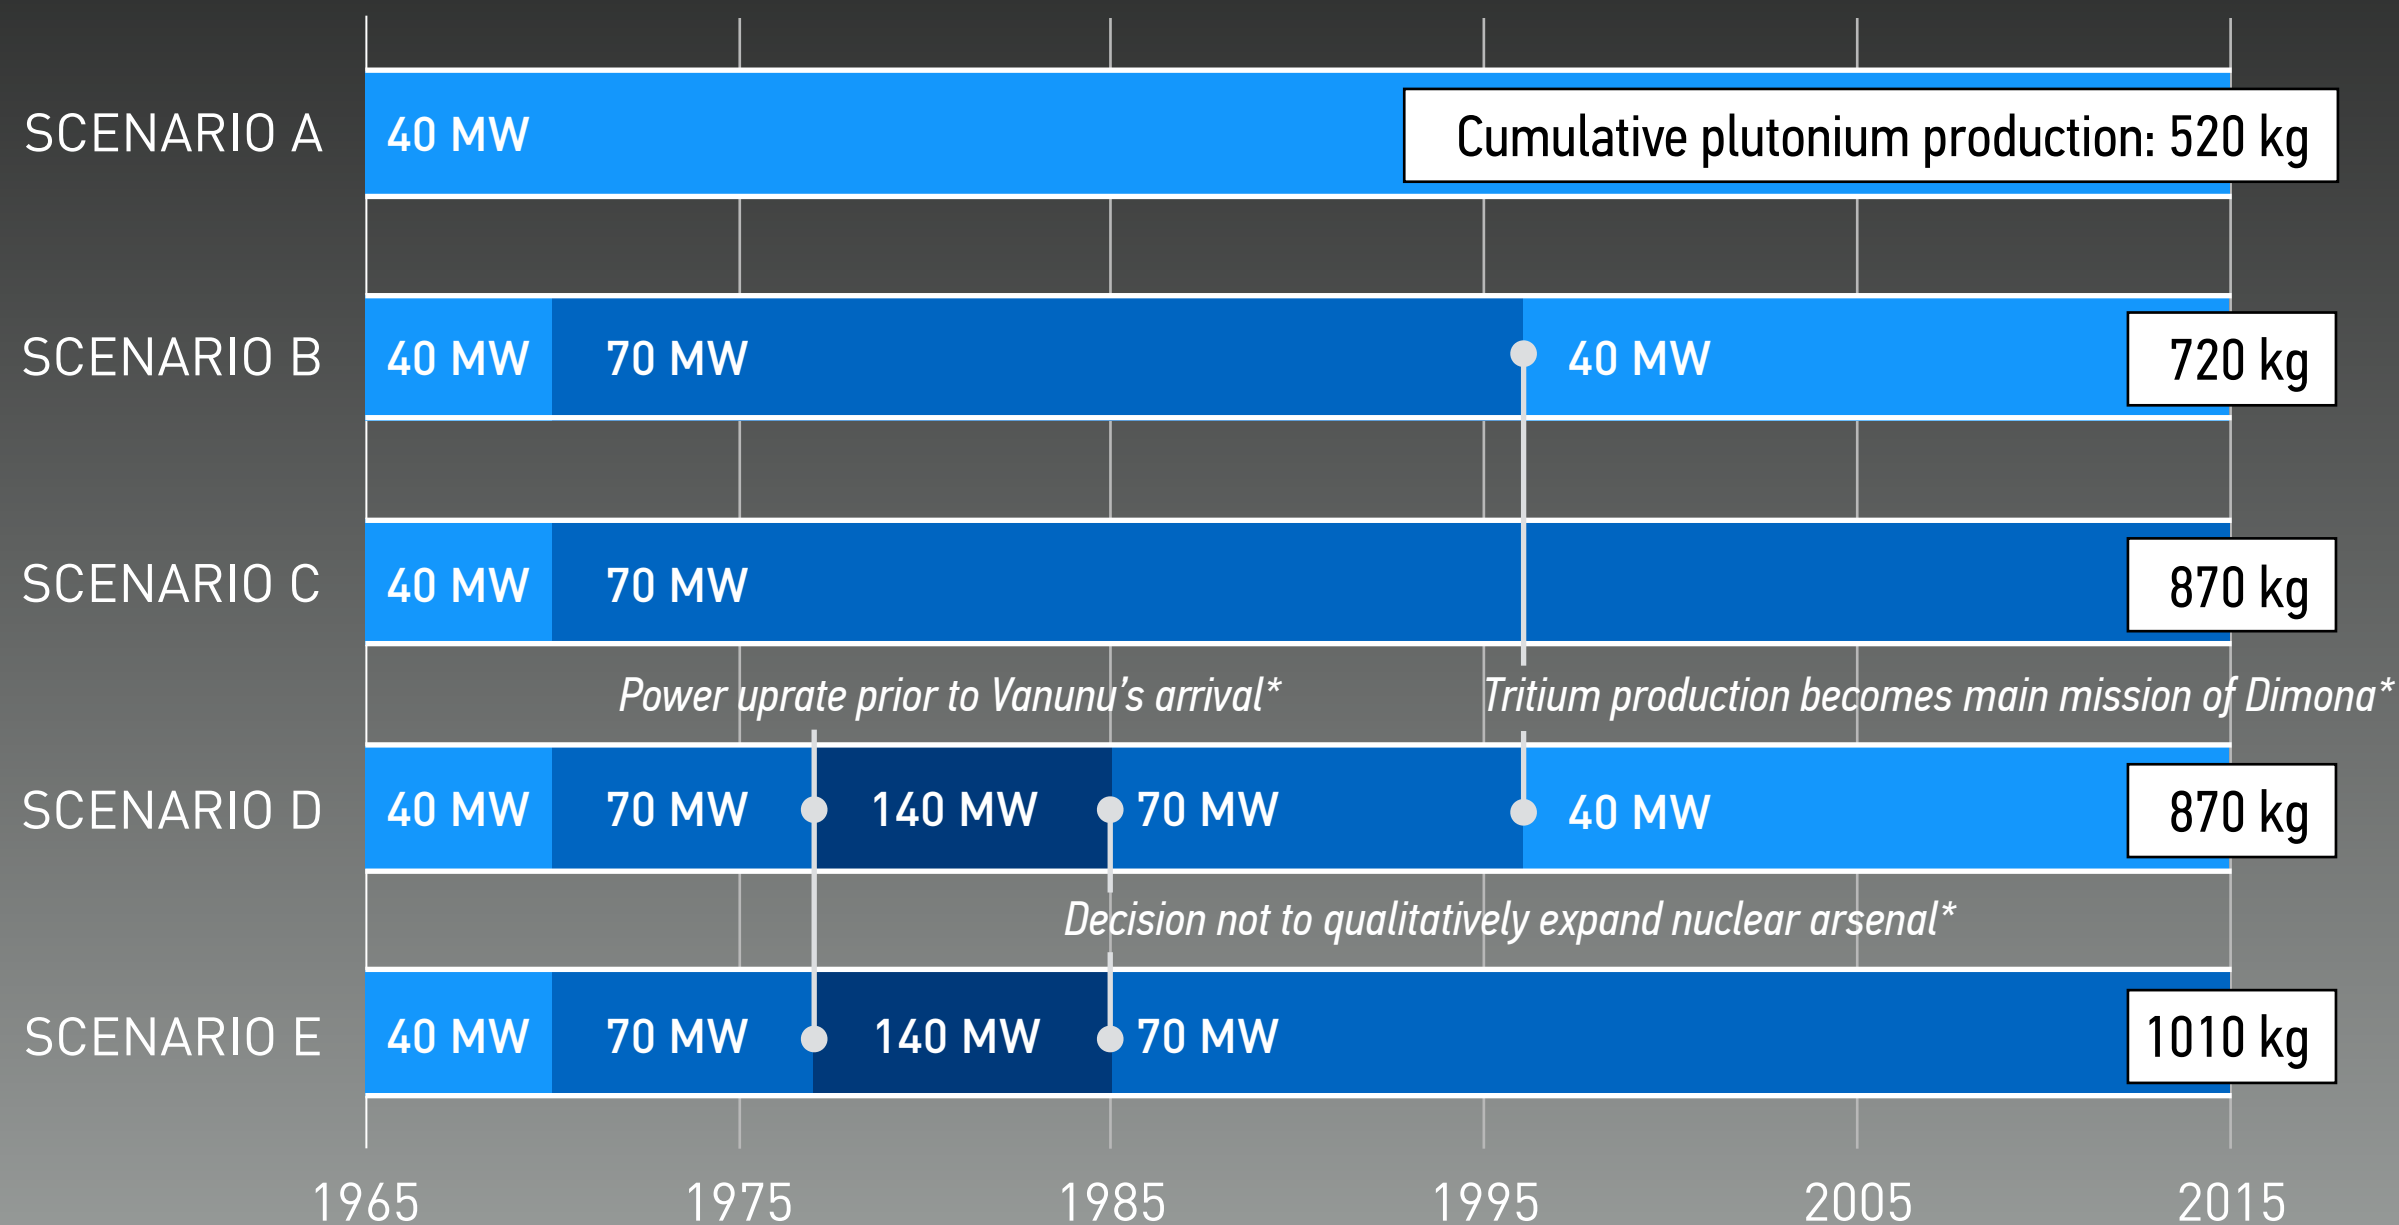 SCENARIO A 40 MW Cumulative plutonium production: 520 kg
SCENARIO B 40 MW 70 MW 40 MW 720 kg
SCENARIO C 40 MW 70 MW 870 kg
Power uprate prior to Vanunu's arrival* Tritium production becomes main mission of Dimona*
SCENARIO D 40 MW 70 MW 140 MW 70 MW 40 MW 870 kg
Decision not to qualitatively expand nuclear arsenal*
SCENARIO E 40 MW 70 MW 140 MW 70 MW 1010 kg
1965 1975 1985 1995 2005 2015